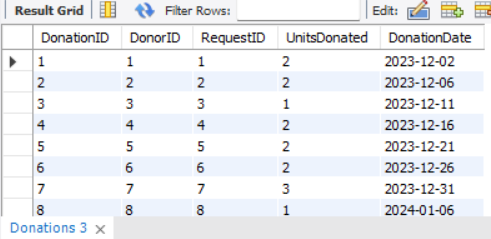 Result Grid Filter Rows: Edit:
DonationID DonorID RequestID UnitsDonated DonationDate
1 1 1 2 2023-12-02
2 2 2 2 2023-12-06
3 3 3 1 2023-12-11
4 4 4 2 2023-12-16
5 5 5 2 2023-12-21
6 6 6 2 2023-12-26
7 7 7 3 2023-12-31
8 8 8 1 2024-01-06
Donations 3